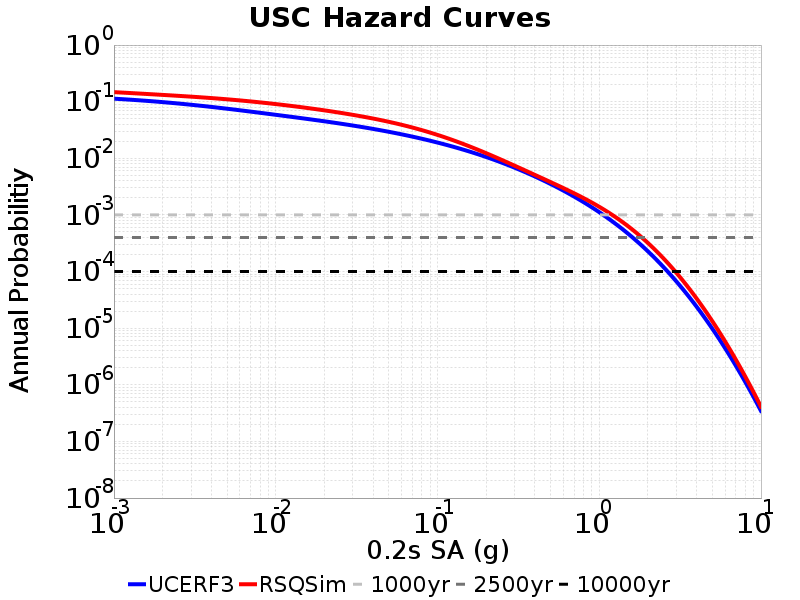 USC Hazard Curves
10^0
10^-1
10^-2
10^-3
10^-4
10^-5
10^-6
10^-7
10^-8
Annual Probabilitiy
10^-3 10^-2 10^-1 10^0 10^1
0.2s SA (g)
UCERF3 RSQSim 1000yr 2500yr 10000yr